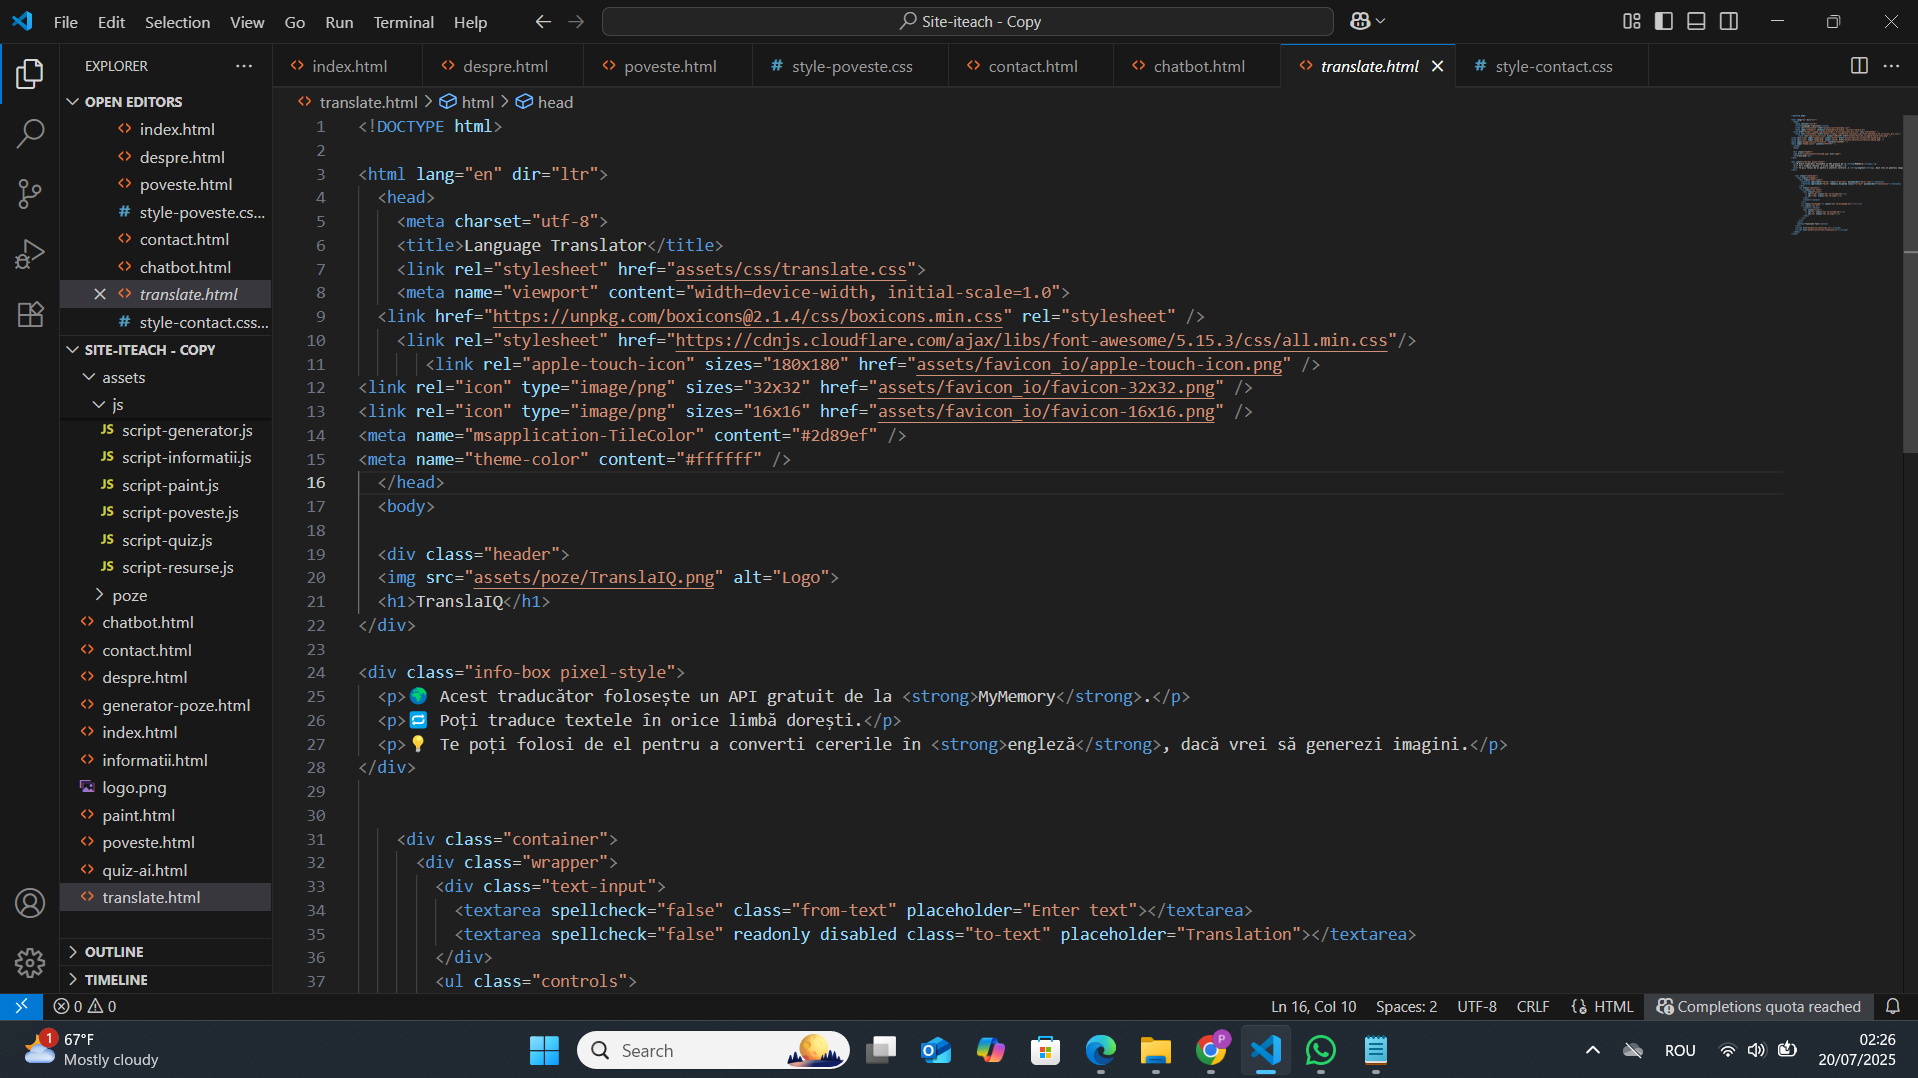 File Edit Selection View Go Run Terminal Help
Site-iteach - Copy
EXPLORER
index.html despre.html poveste.html # style-poveste.css contact.html chatbot.html translate.html # style-contact.css
translate.html > html > head
OPEN EDITORS
index.html
despre.html
poveste.html
# style-poveste.cs...
contact.html
chatbot.html
translate.html
# style-contact.css...
SITE-ITEACH - COPY
assets
js
JS script-generator.js
JS script-informatii.js
JS script-paint.js
JS script-poveste.js
JS script-quiz.js
JS script-resurse.js
poze
chatbot.html
contact.html
despre.html
generator-poze.html
index.html
informatii.html
logo.png
paint.html
poveste.html
quiz-ai.html
translate.html
OUTLINE
TIMELINE
1 <!DOCTYPE html>
2
3 <html lang="en" dir="ltr">
4 <head>
5 <meta charset="utf-8">
6 <title>Language Translator</title>
7 <link rel="stylesheet" href="assets/css/translate.css">
8 <meta name="viewport" content="width=device-width, initial-scale=1.0">
9 <link href="https://unpkg.com/boxicons@2.1.4/css/boxicons.min.css" rel="stylesheet" />
10 <link rel="stylesheet" href="https://cdnjs.cloudflare.com/ajax/libs/font-awesome/5.15.3/css/all.min.css"/>
11 <link rel="apple-touch-icon" sizes="180x180" href="assets/favicon_io/apple-touch-icon.png" />
12 <link rel="icon" type="image/png" sizes="32x32" href="assets/favicon_io/favicon-32x32.png" />
13 <link rel="icon" type="image/png" sizes="16x16" href="assets/favicon_io/favicon-16x16.png" />
14 <meta name="msapplication-TileColor" content="#2d89ef" />
15 <meta name="theme-color" content="#ffffff" />
16 </head>
17 <body>
18
19 <div class="header">
20 <img src="assets/poze/TranslaIQ.png" alt="Logo">
21 <h1>TranslaIQ</h1>
22 </div>
23
24 <div class="info-box pixel-style">
25 <p>🌍 Acest traducător folosește un API gratuit de la <strong>MyMemory</strong>.</p>
26 <p>🔁 Poți traduce textele în orice limbă dorești.</p>
27 <p>💡 Te poți folosi de el pentru a converti cererile în <strong>engleză</strong>, dacă vrei să generezi imagini.</p>
28 </div>
29
30
31 <div class="container">
32 <div class="wrapper">
33 <div class="text-input">
34 <textarea spellcheck="false" class="from-text" placeholder="Enter text"></textarea>
35 <textarea spellcheck="false" readonly disabled class="to-text" placeholder="Translation"></textarea>
36 </div>
37 <ul class="controls">
0 0 Ln 16, Col 10 Spaces: 2 UTF-8 CRLF HTML Completions quota reached
1 67°F
Mostly cloudy
Search
P
ROU
02:26
20/07/2025